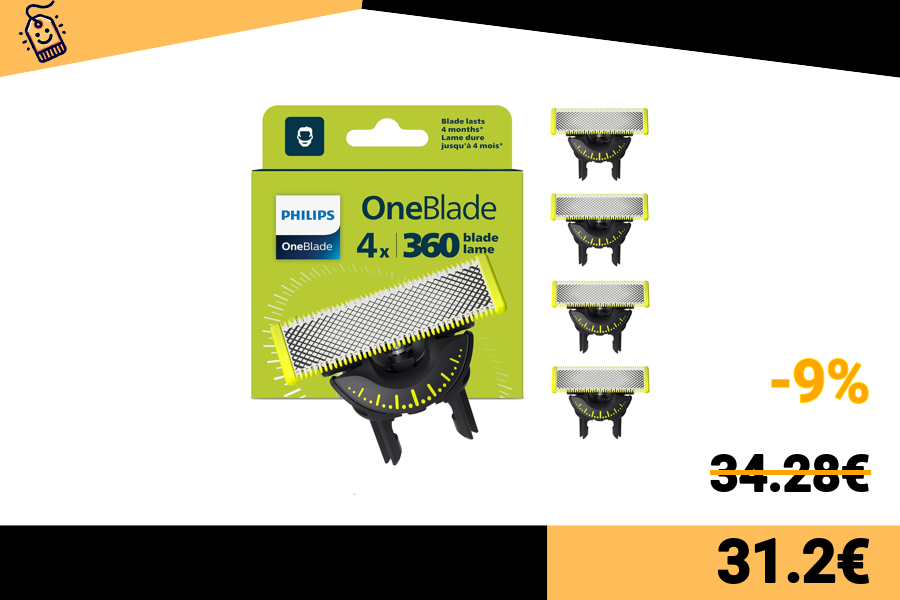 Blade lasts
4 months*
Lame dure
jusqu'à 4 mois*
PHILIPS
OneBlade
OneBlade
4x 360 blade
lame
-9%
34.28€
31.2€